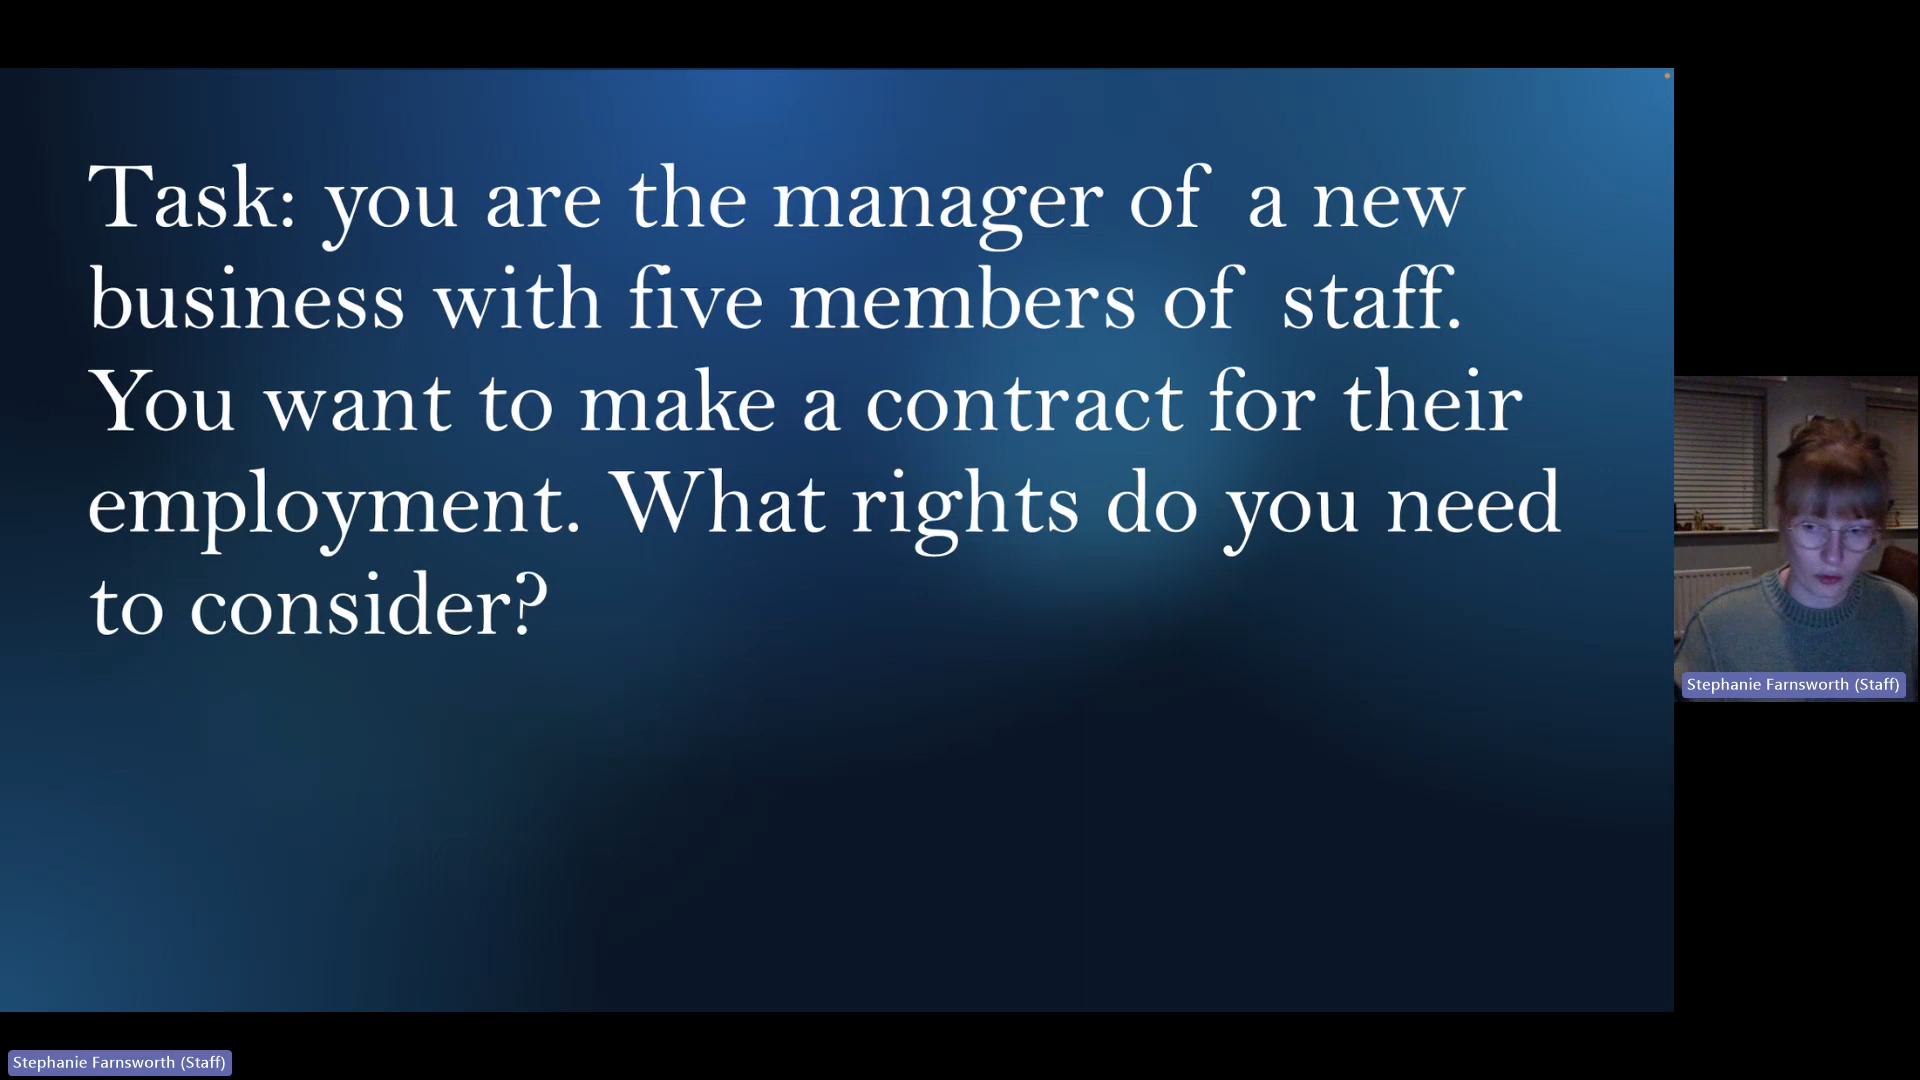 Task: you are the manager of a new
business with five members of staff.
You want to make a contract for their
employment. What rights do you need
to consider?
Stephanie Farnsworth (Staff)
Stephanie Farnsworth (Staff)